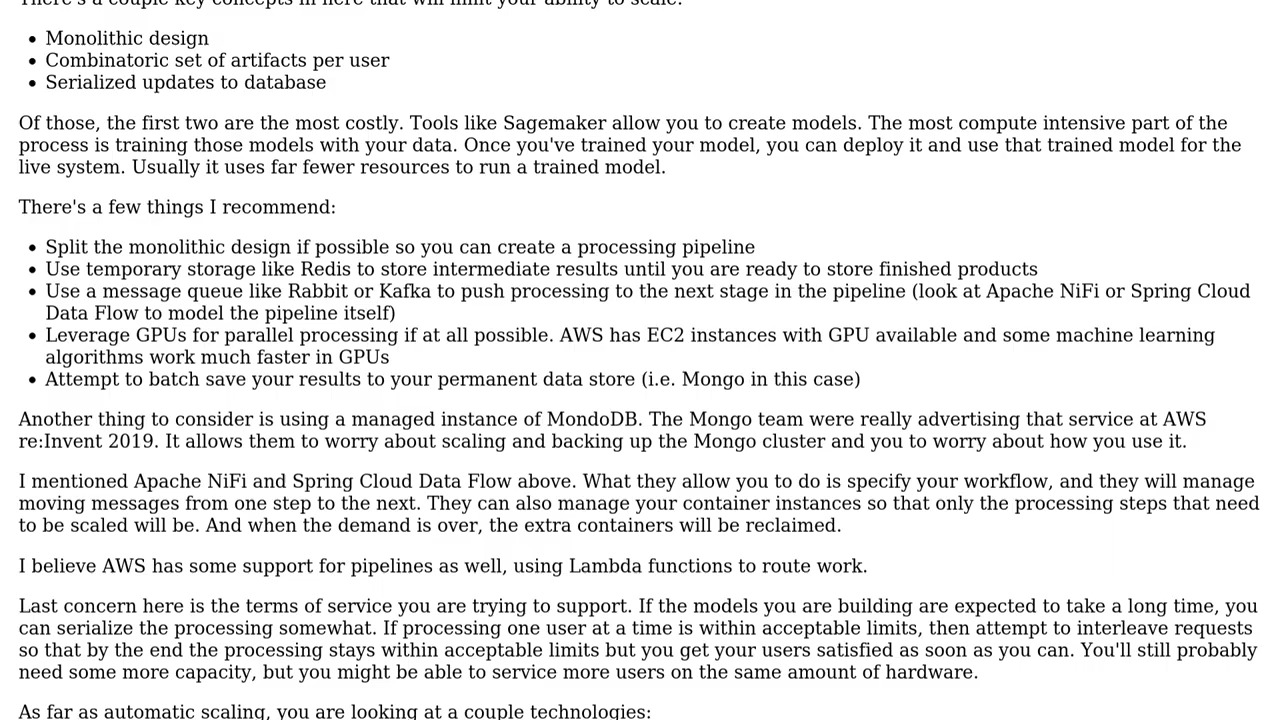 There's a couple key concepts in here that will limit your ability to scale:
• Monolithic design
• Combinatoric set of artifacts per user
• Serialized updates to database
Of those, the first two are the most costly. Tools like Sagemaker allow you to create models. The most compute intensive part of the
process is training those models with your data. Once you've trained your model, you can deploy it and use that trained model for the
live system. Usually it uses far fewer resources to run a trained model.
There's a few things I recommend:
• Split the monolithic design if possible so you can create a processing pipeline
• Use temporary storage like Redis to store intermediate results until you are ready to store finished products
• Use a message queue like Rabbit or Kafka to push processing to the next stage in the pipeline (look at Apache NiFi or Spring Cloud
Data Flow to model the pipeline itself)
• Leverage GPUs for parallel processing if at all possible. AWS has EC2 instances with GPU available and some machine learning
algorithms work much faster in GPUs
• Attempt to batch save your results to your permanent data store (i.e. Mongo in this case)
Another thing to consider is using a managed instance of MondoDB. The Mongo team were really advertising that service at AWS
re:Invent 2019. It allows them to worry about scaling and backing up the Mongo cluster and you to worry about how you use it.
I mentioned Apache NiFi and Spring Cloud Data Flow above. What they allow you to do is specify your workflow, and they will manage
moving messages from one step to the next. They can also manage your container instances so that only the processing steps that need
to be scaled will be. And when the demand is over, the extra containers will be reclaimed.
I believe AWS has some support for pipelines as well, using Lambda functions to route work.
Last concern here is the terms of service you are trying to support. If the models you are building are expected to take a long time, you
can serialize the processing somewhat. If processing one user at a time is within acceptable limits, then attempt to interleave requests
so that by the end the processing stays within acceptable limits but you get your users satisfied as soon as you can. You'll still probably
need some more capacity, but you might be able to service more users on the same amount of hardware.
As far as automatic scaling, you are looking at a couple technologies: